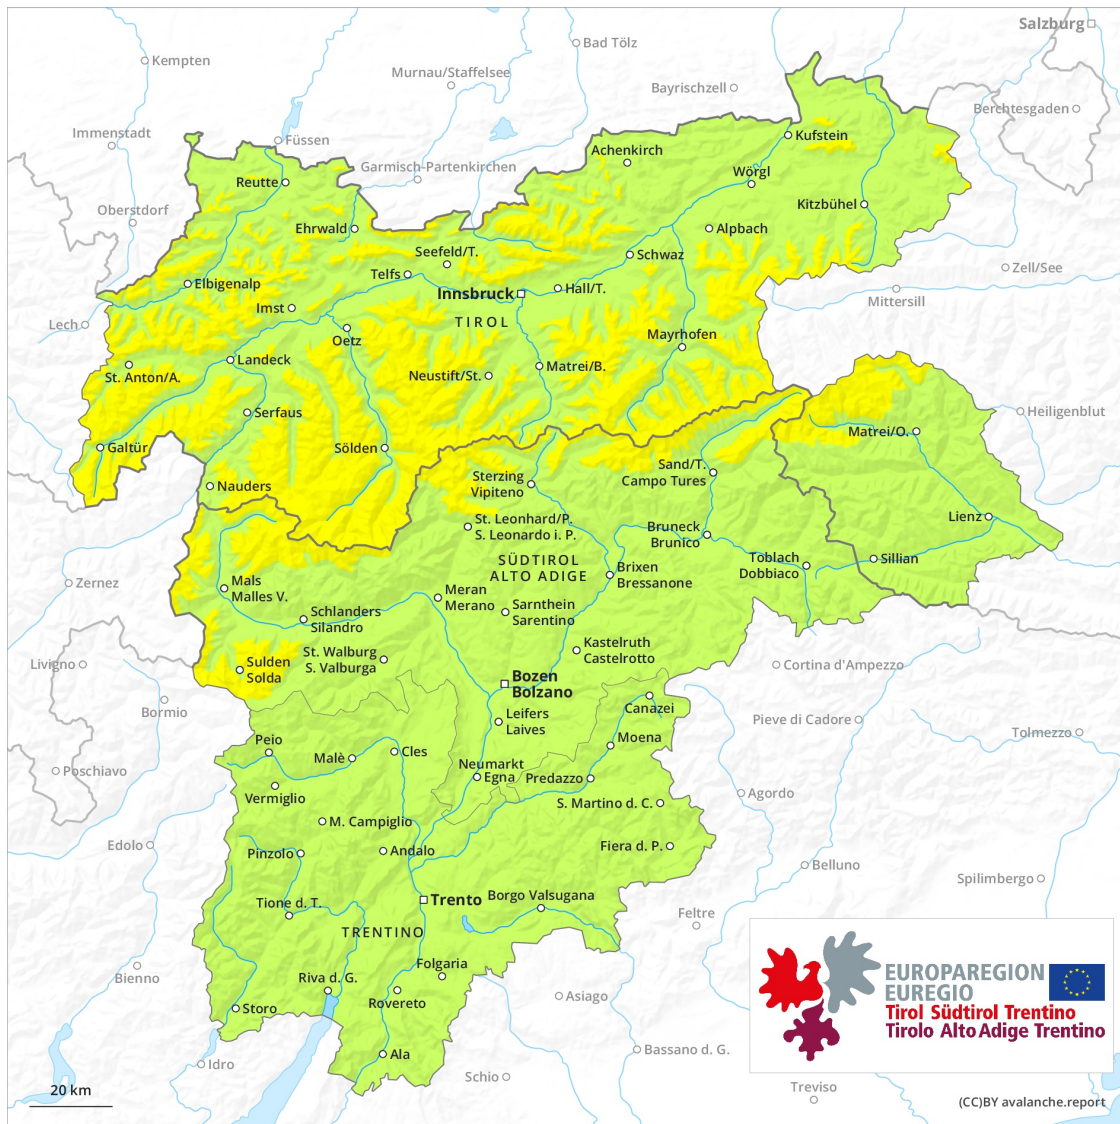 Salzburg
Bad Tölz
Kempten
Murnau/Staffelsee
Bayrischzell
Berchtesgaden
Immenstadt
Füssen
Kufstein
Achenkirch
Garmisch-Partenkirchen
Wörgl
Reutte
Oberstdorf
Kitzbühel
Ehrwald
Alpbach
Seefeld/T.
Schwaz
Telfs
Zell/See
Elbigenalp
Innsbruck
Hall/T.
Mittersill
Imst
TIROL
Lech
Oetz
Mayrhofen
Landeck
Matrei/B.
St. Anton/A.
Neustift/St.
Serfaus
Heiligenblut
Matrei/O.
Galtür
Sölden
Sand/T.
Campo Tures
Sterzing
Vipiteno
Nauders
Lienz
St. Leonhard/P.
S. Leonardo i. P.
Bruneck
Brunico
SÜDTIROL
ALTO ADIGE
Toblach
Dobbiaco
Sillian
Brixen
Bressanone
Zernez
Mals
Malles V.
Meran
Merano
Schlanders
Silandro
Sarnthein
Sarentino
Kastelruth
Castelrotto
St. Walburg
S. Valburga
Livigno
Sulden
Solda
Cortina d'Ampezzo
Bozen
Bolzano
Bormio
Canazei
Leifers
Laives
Pieve di Cadore
Tolmezzo
Moena
Peio
Cles
Malè
Poschiavo
Neumarkt
Egna
Predazzo
Vermiglio
Agordo
S. Martino d. C.
M. Campiglio
Edolo
Pinzolo
Andalo
Fiera d. P.
Belluno
Spilimbergo
Trento
Borgo Valsugana
Tione d. T.
Feltre
TRENTINO
Folgaria
Bienno
Riva d. G.
Rovereto
Asiago
Storo
EUROPAREGION
EUREGIO
Tirol Südtirol Trentino
Tirolo Alto Adige Trentino
Ala
Bassano d. G.
Idro
Schio
Treviso
20 km
(CC)BY avalanche.report